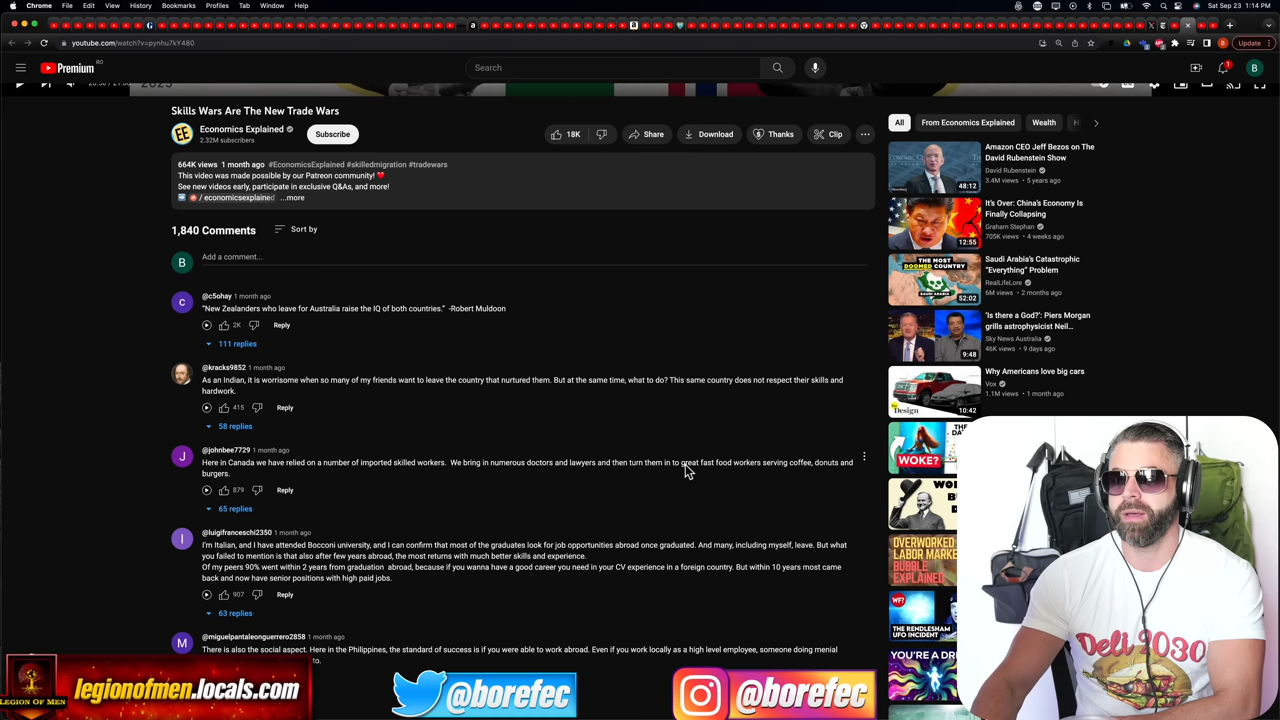 Chrome File Edit View History Bookmarks Profiles Tab Window Help
Sat Sep 23 1:14 PM
youtube.com/watch?v=pynhu7kY480
Update
Premium RO
Search
1
B
Skills Wars Are The New Trade Wars
Economics Explained
2.32M subscribers
Subscribe
18K
Share
Download
Thanks
Clip
664K views 1 month ago #EconomicsExplained #skilledmigration #tradewars
This video was made possible by our Patreon community! ❤️
See new videos early, participate in exclusive Q&As, and more!
➡️ / economicsexplained ...more
1,840 Comments
Sort by
B
Add a comment...
c
@c5ohay 1 month ago
“New Zealanders who leave for Australia raise the IQ of both countries.” -Robert Muldoon
2K
Reply
111 replies
@kracks9852 1 month ago
As an Indian, it is worrisome when so many of my friends want to leave the country that nurtured them. But at the same time, what to do? This same country does not respect their skills and
hardwork.
415
Reply
58 replies
J
@johnbee7729 1 month ago
Here in Canada we have relied on a number of imported skilled workers. We bring in numerous doctors and lawyers and then turn them in to great fast food workers serving coffee, donuts and
burgers.
879
Reply
65 replies
l
@luigifranceschi2350 1 month ago
I'm Italian, and I have attended Bocconi university, and I can confirm that most of the graduates look for job opportunities abroad once graduated. And many, including myself, leave. But what
you failed to mention is that also after few years abroad, the most returns with much better skills and experience.
Of my peers 90% went within 2 years from graduation abroad, because if you wanna have a good career you need in your CV experience in a foreign country. But within 10 years most came
back and now have senior positions with high paid jobs.
907
Reply
63 replies
M
@miguelpantaleonguerrero2858 1 month ago
There is also the social aspect. Here in the Philippines, the standard of success is if you were able to work abroad. Even if you work locally as a high level employee, someone doing menial
to.
All
From Economics Explained
Wealth
48:12
Amazon CEO Jeff Bezos on The
David Rubenstein Show
David Rubenstein
3.4M views • 5 years ago
12:55
It's Over: China's Economy Is
Finally Collapsing
Graham Stephan
705K views • 4 weeks ago
THE MOST
DOOMED COUNTRY
52:02
Saudi Arabia's Catastrophic
“Everything” Problem
RealLifeLore
6M views • 2 months ago
9:48
‘Is there a God?’: Piers Morgan
grills astrophysicist Neil...
Sky News Australia
46K views • 9 days ago
Design
10:42
Why Americans love big cars
Vox
1.1M views • 1 month ago
WOKE?
OVERWORKED
LABOR MARKE
BUBBLE
EXPLAINED
WF?
THE RENDLESHAM
UFO INCIDENT
YOU'RE A
Deli 2030
LEGION OF MEN
legionofmen.locals.com
@borefec
@borefec